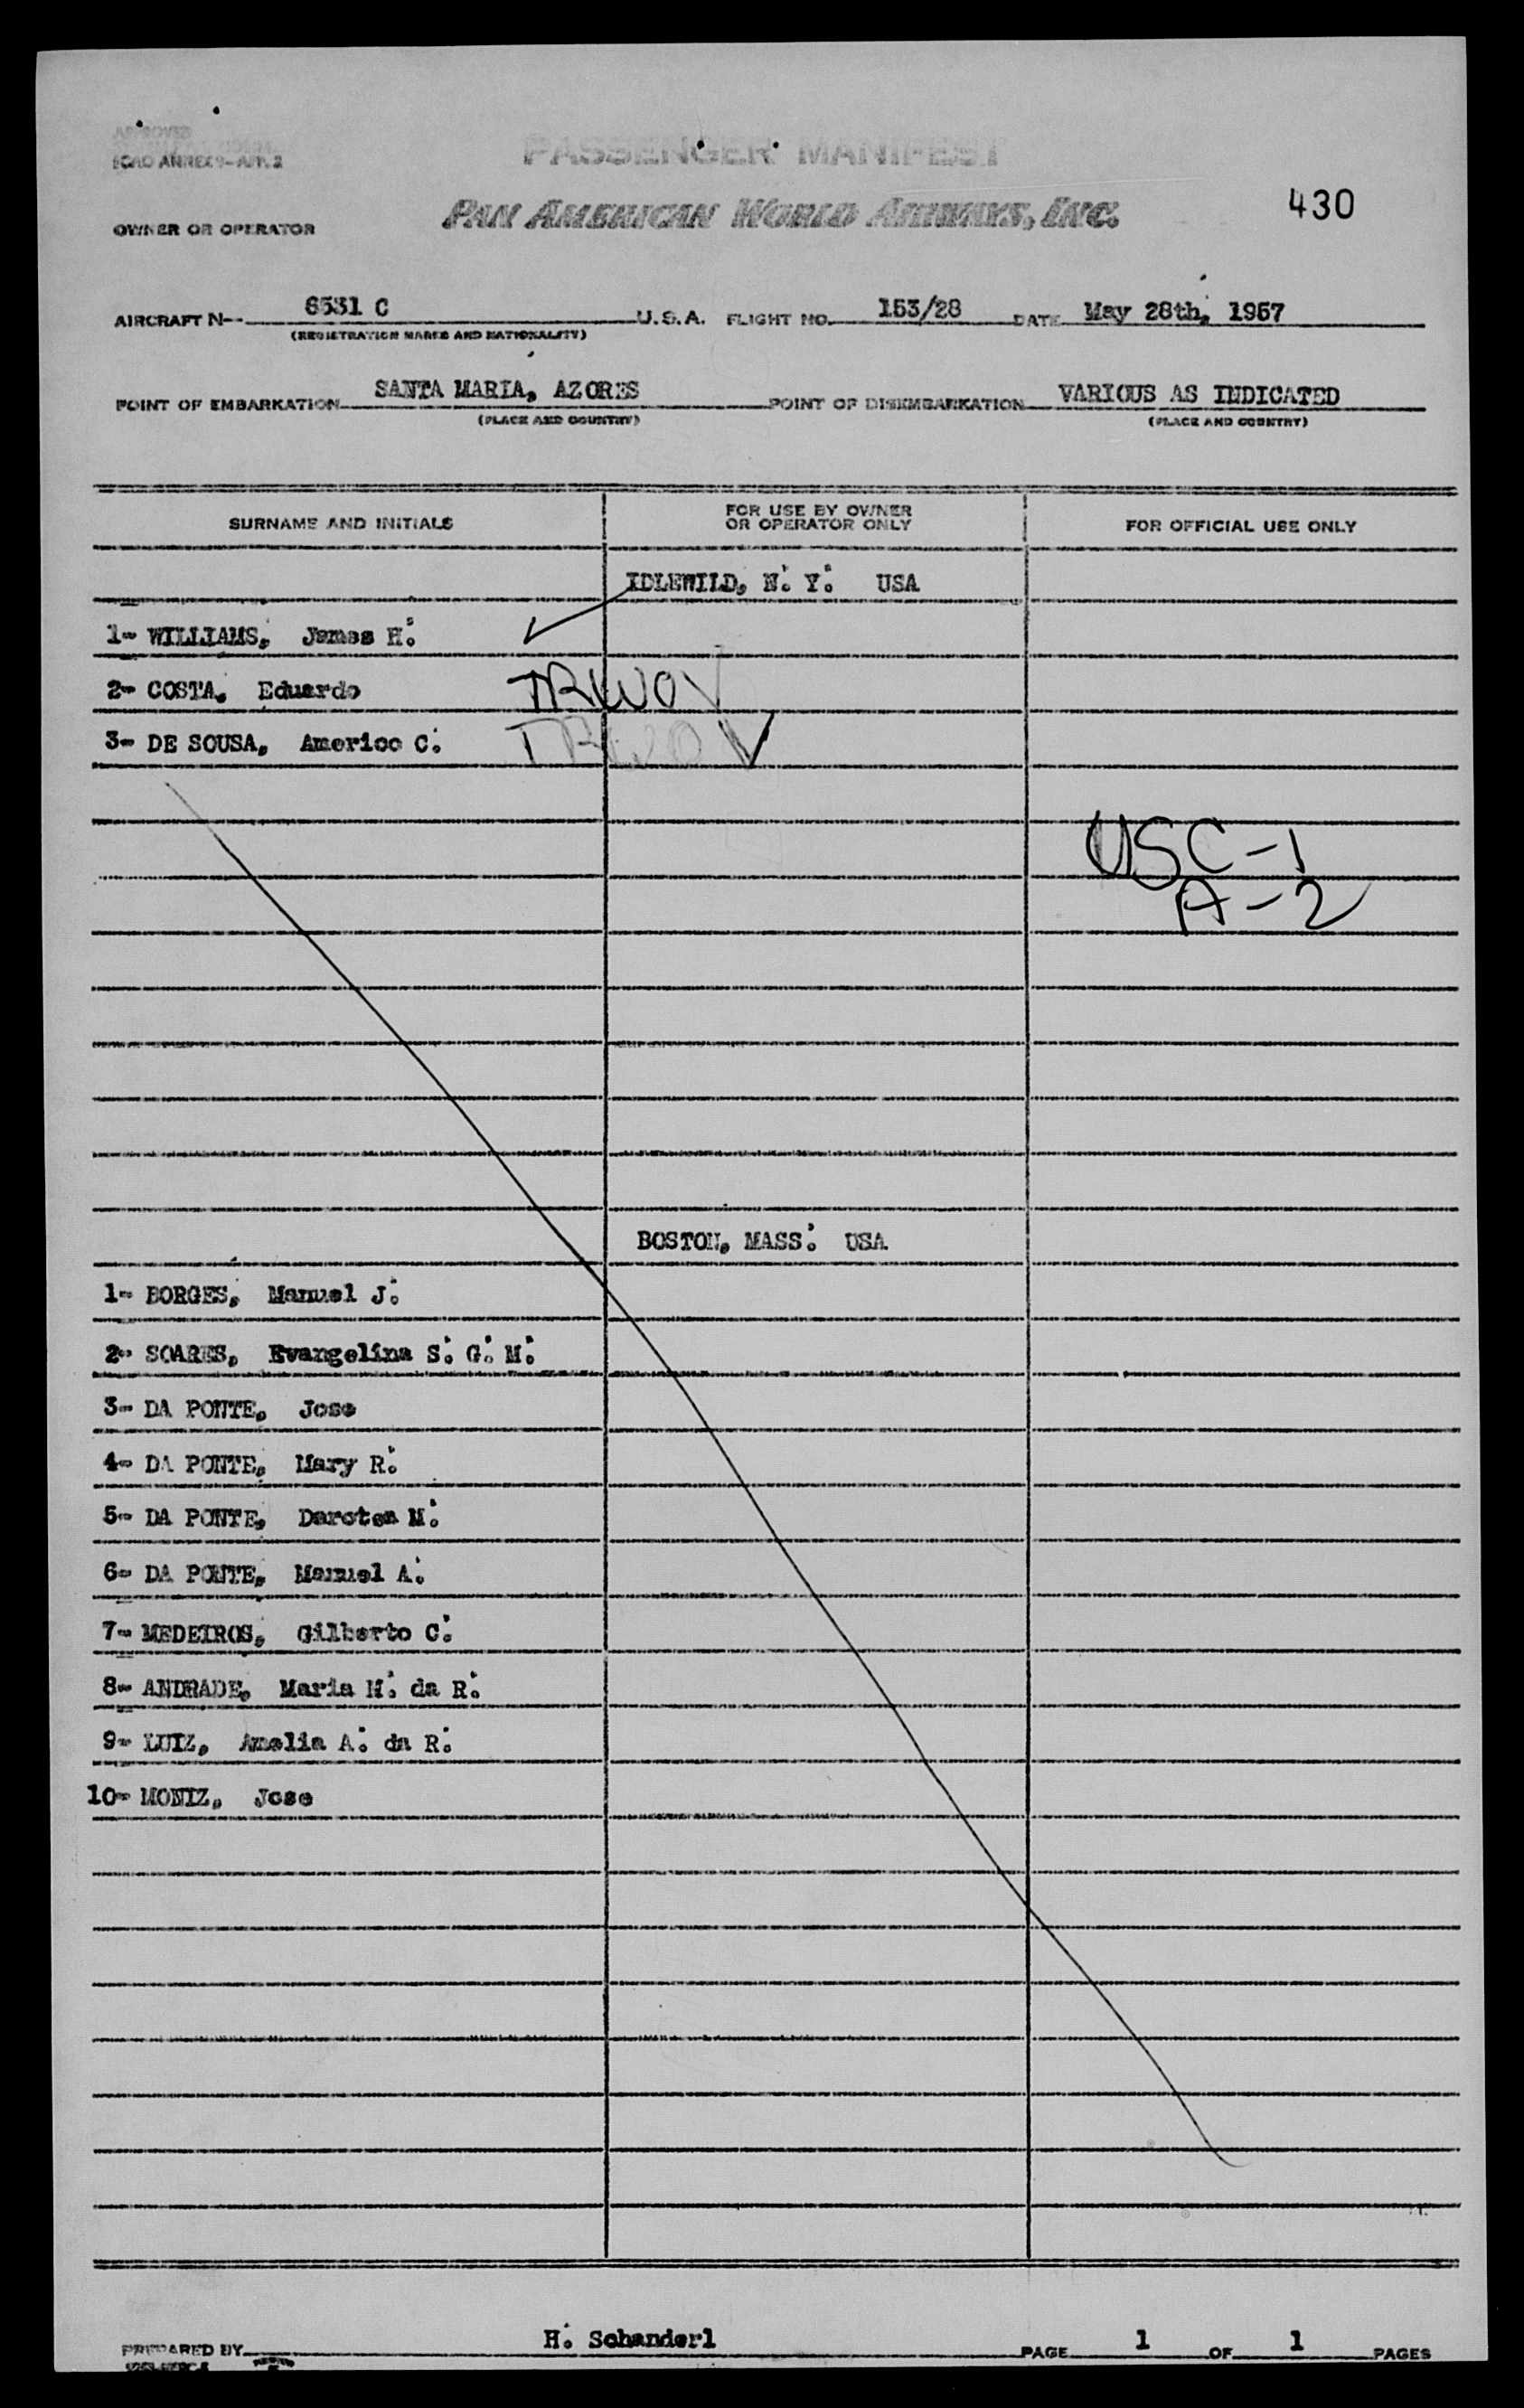 APPROVED
ICAO ANNEX 9-APP. 2
PASSENGER MANIFEST
OWNER OR OPERATOR PAN AMERICAN WORLD AIRWAYS, INC. 430
AIRCRAFT N- 6531 C U.S.A. FLIGHT NO. 153/28 DATE May 28th, 1957
(REGISTRATION MARKS AND NATIONALITY)
POINT OF EMBARKATION SANTA MARIA, AZORES POINT OF DISEMBARKATION VARIOUS AS INDICATED
(PLACE AND COUNTRY) (PLACE AND COUNTRY)
SURNAME AND INITIALS FOR USE BY OWNER OR OPERATOR ONLY FOR OFFICIAL USE ONLY
IDLEWILD, N. Y. USA
1- WILLIAMS, James H.
2- COSTA, Eduardo TRWOV
3- DE SOUSA, Americo C. TRWOV
USC-1
A-2
BOSTON, MASS. USA
1- BORGES, Manuel J.
2- SOARES, Evangelina S. G. M.
3- DA PONTE, Jose
4- DA PONTE, Mary R.
5- DA PONTE, M.
6- DA PONTE, Manuel A.
7- MEDEIROS, Gilberto C.
8- ANDRADE, Maria da R.
9- LUIZ, Amelia A. da R.
10- MONIZ, Jose
PREPARED BY H. Schanderl PAGE 1 OF 1 PAGES